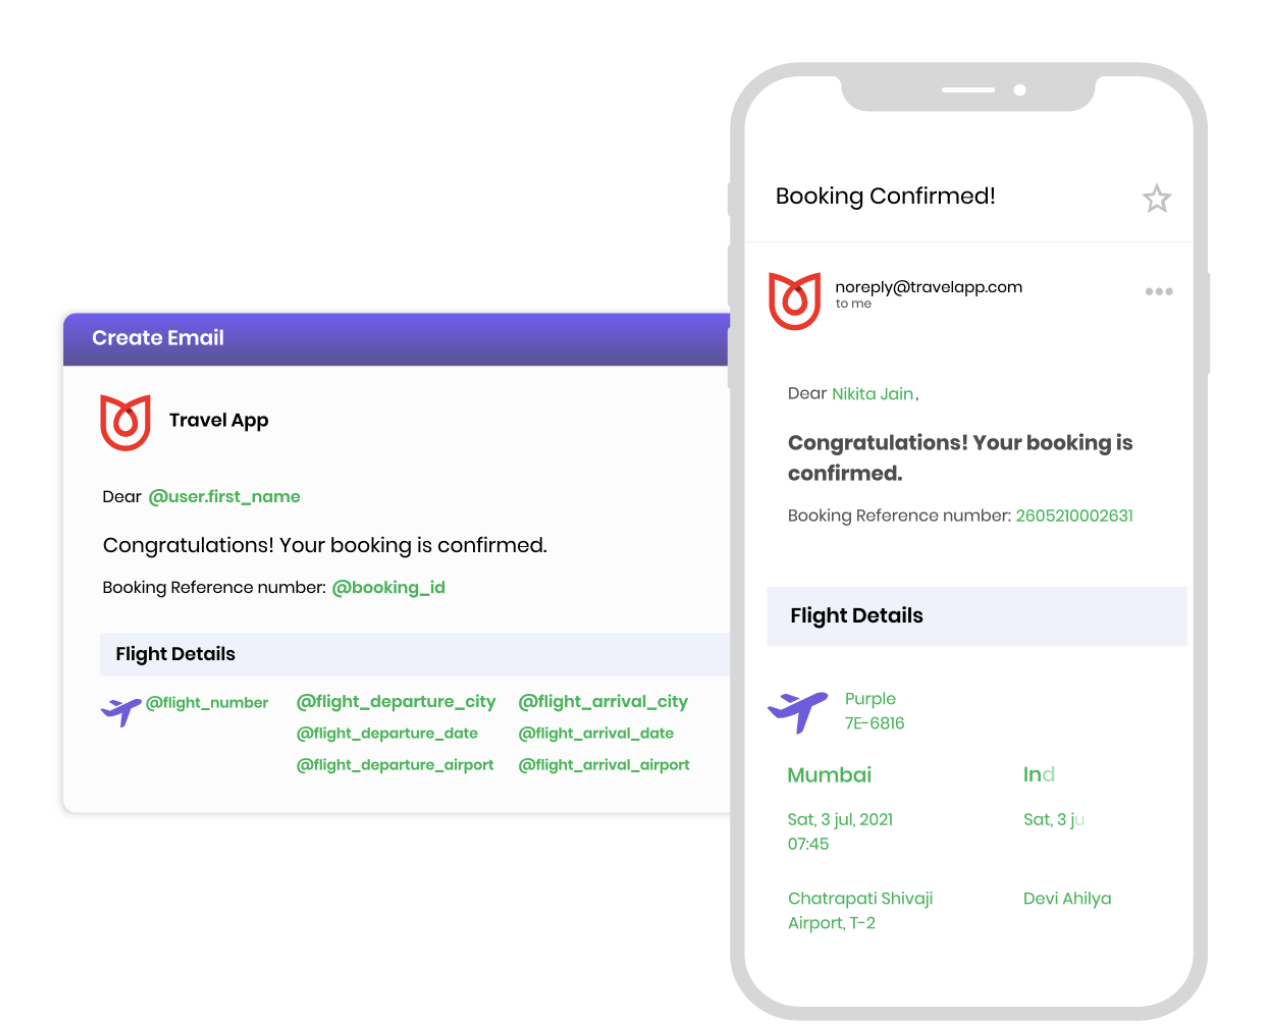 Create Email
Travel App
Dear @user.first_name
Congratulations! Your booking is confirmed.
Booking Reference number: @booking_id
Flight Details
@flight_number @flight_departure_city @flight_arrival_city
@flight_departure_date @flight_arrival_date
@flight_departure_airport @flight_arrival_airport
Booking Confirmed!
noreply@travelapp.com
to me
Dear Nikita Jain,
Congratulations! Your booking is
confirmed.
Booking Reference number: 2605210002631
Flight Details
Purple
7E-6816
Mumbai Ind
Sat, 3 jul, 2021 Sat, 3 ju
07:45
Chatrapati Shivaji Devi Ahilya
Airport, T-2